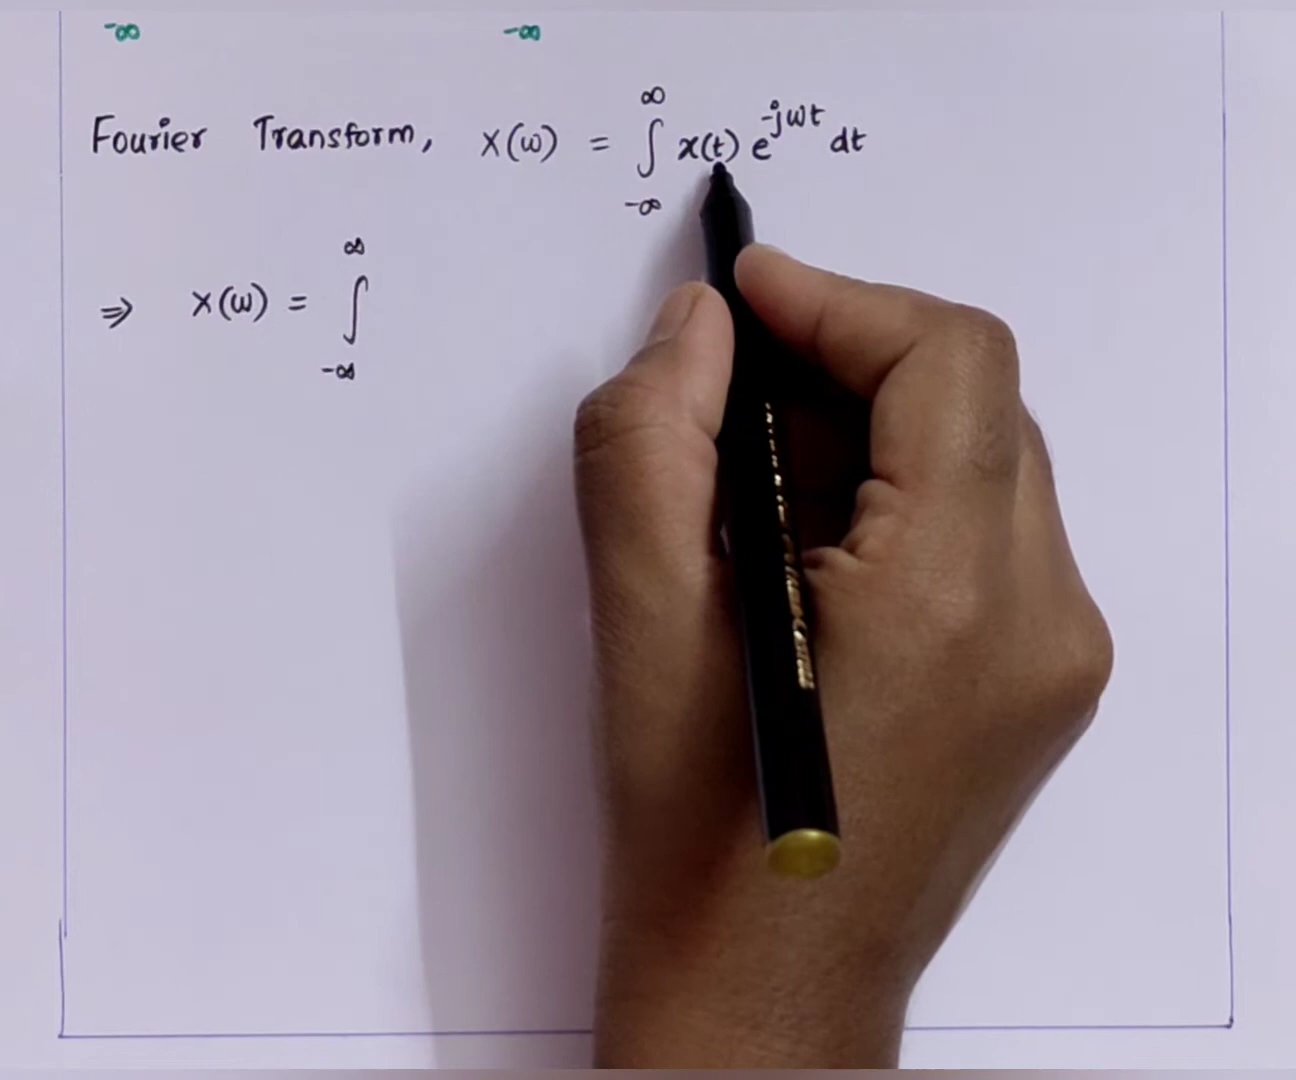 -∞ -∞
Fourier Transform, X(ω) = ∫_{-∞}^{∞} x(t) e^{-jωt} dt
⇒ X(ω) = ∫_{-∞}^{∞}